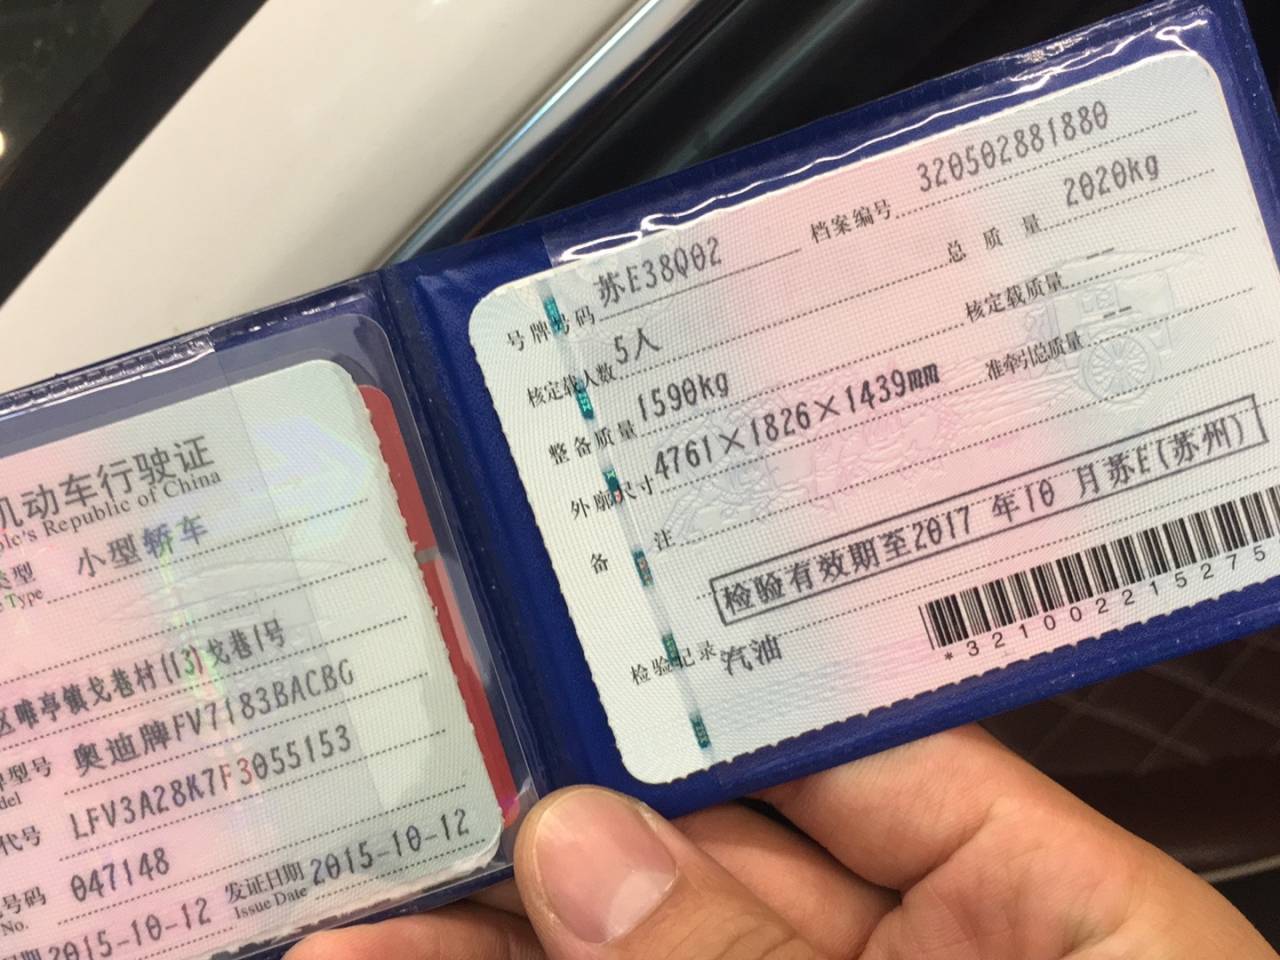 机动车行驶证
ple's Republic of China
类型 小型轿车
Type
区唯亭镇戈巷村(13)戈巷1号
牌型号 奥迪牌FV7183BACBG
del
代号 LFV3A28K7F3055153
号码 047148
No.
2015-10-12 发证日期 2015-10-12
Issue Date
号牌号码 苏E38Q02 档案编号 320502881880
核定载人数 5人 总质量 2020kg
整备质量 1590kg 核定载质量 --
外廓尺寸 4761×1826×1439mm 准牵引总质量 --
备注
检验有效期至2017年10月苏E(苏州)
检验记录 汽油
*321002215275